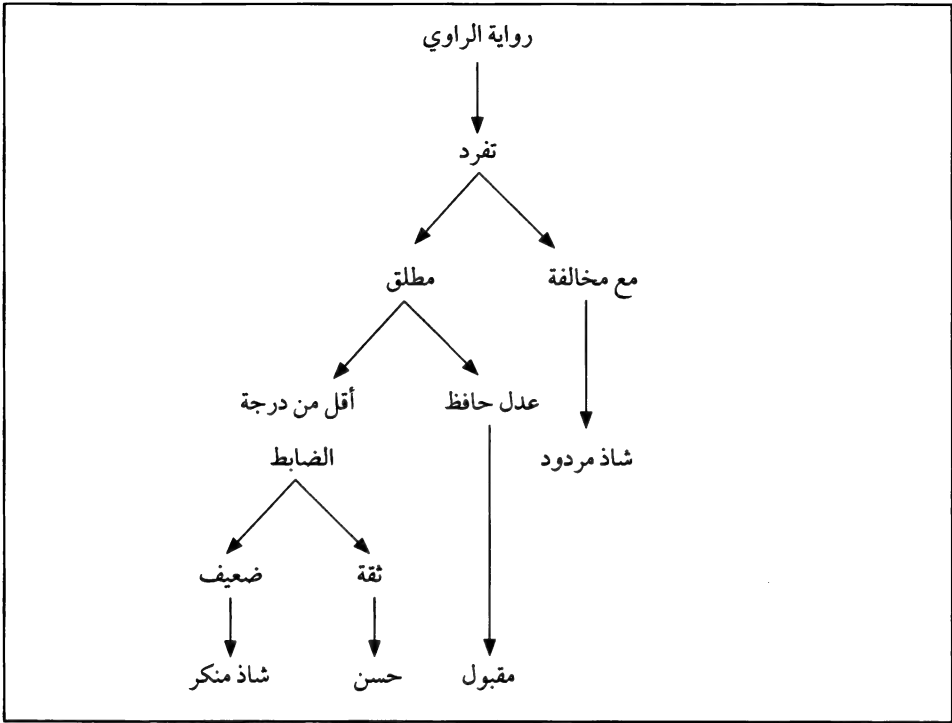 رواية الراوي
تفرد
مع مخالفة
مطلق
عدل حافظ
أقل من درجة
الضابط
شاذ مردود
ثقة
ضعيف
مقبول
حسن
شاذ منكر